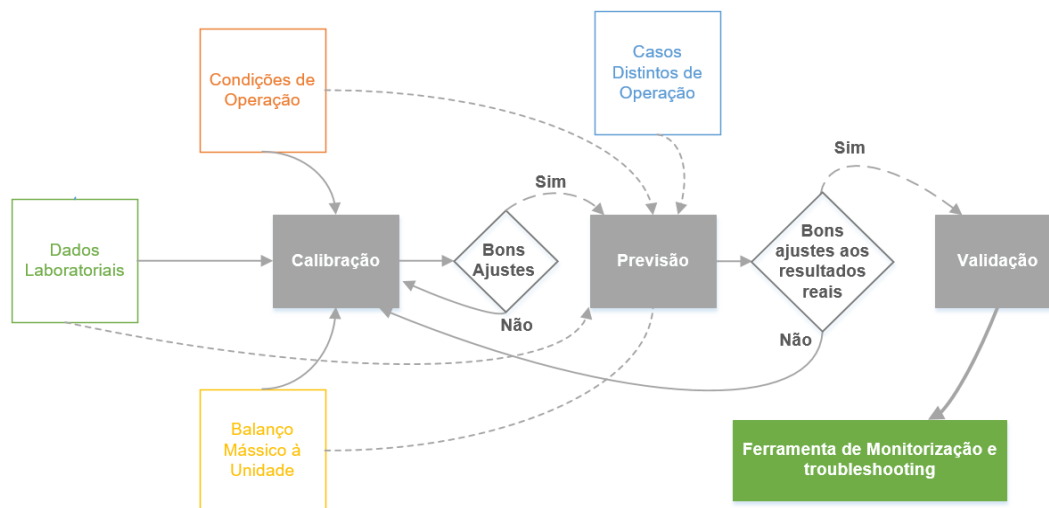 Condições de
Operação
Casos
Distintos de
Operação
Sim
Sim
Dados
Laboratoriais
Calibração
Bons
Ajustes
Previsão
Bons
ajustes aos
resultados
reais
Validação
Não
Não
Balanço
Mássico á
Unidade
Ferramenta de Monitorização e
troubleshooting